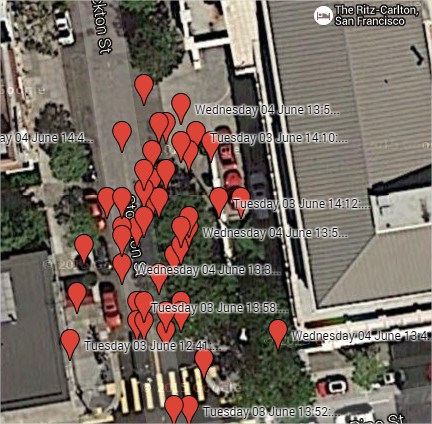 The Ritz-Carlton,
San Francisco
kton St
Wednesday 04 June 13:5...
ay 04 June 14:4...
Tuesday 03 June 14:10:...
Tuesday 03 June 14:12:...
Wednesday 04 June 13:5...
Wednesday 04 June 13:3...
Tuesday 03 June 13:58:...
Wednesday 04 June 13:4...
Tuesday 03 June 12:41:...
Tuesday 03 June 13:52:...